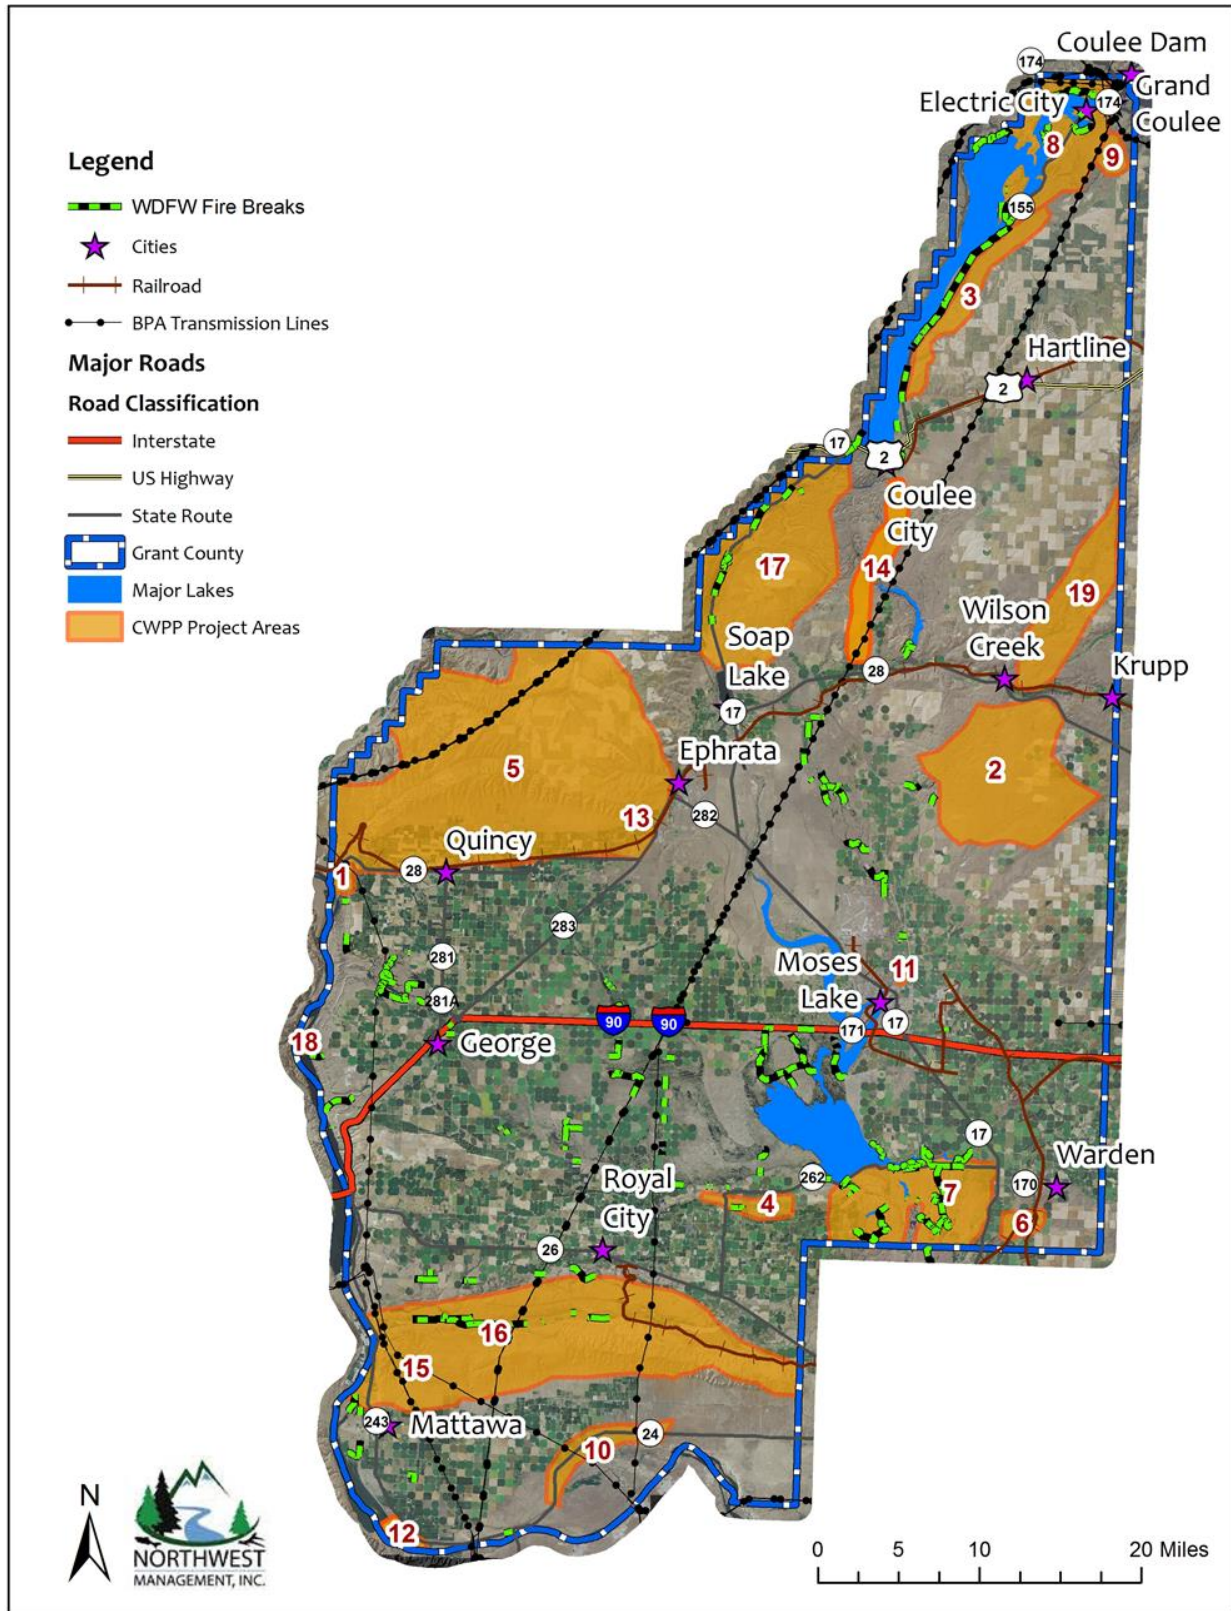 Coulee Dam
174
Grand
Coulee
Electric City
174
8
9
155
3
Hartline
2
17
2
Coulee
City
17
14
19
Wilson
Creek
Krupp
Soap
Lake
28
17
Ephrata
5
2
13
282
Quincy
28
1
283
281
Moses
Lake
11
281A
90
90
171
17
18
George
17
Warden
Royal
City
262
170
4
7
6
26
16
15
243
Mattawa
24
10
12
Legend
WDFW Fire Breaks
Cities
Railroad
BPA Transmission Lines
Major Roads
Road Classification
Interstate
US Highway
State Route
Grant County
Major Lakes
CWPP Project Areas
N
NORTHWEST
MANAGEMENT, INC.
0 5 10 20 Miles